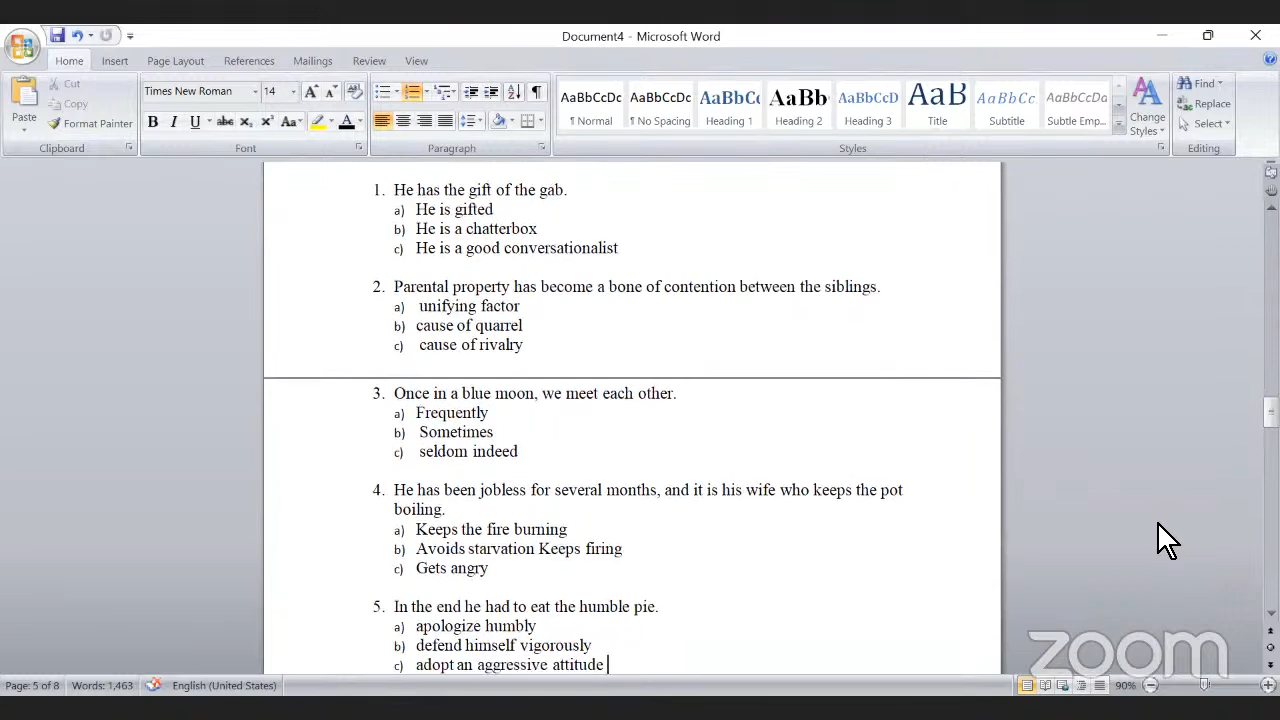 Document4 - Microsoft Word
Home Insert Page Layout References Mailings Review View
Paste
Cut
Copy
Format Painter
Clipboard
Times New Roman 14
Font
Paragraph
AaBbCcDc AaBbCcDc AaBbCc AaBbC AaBbCcD AaB AaBbCc. AaBbCcDa
¶ Normal ¶ No Spacing Heading 1 Heading 2 Heading 3 Title Subtitle Subtle Emp...
Change Styles
Styles
Find
Replace
Select
Editing
1. He has the gift of the gab.
a) He is gifted
b) He is a chatterbox
c) He is a good conversationalist
2. Parental property has become a bone of contention between the siblings.
a) unifying factor
b) cause of quarrel
c) cause of rivalry
3. Once in a blue moon, we meet each other.
a) Frequently
b) Sometimes
c) seldom indeed
4. He has been jobless for several months, and it is his wife who keeps the pot
boiling.
a) Keeps the fire burning
b) Avoids starvation Keeps firing
c) Gets angry
5. In the end he had to eat the humble pie.
a) apologize humbly
b) defend himself vigorously
c) adopt an aggressive attitude
zoom
Page: 5 of 8 Words: 1,463 English (United States) 90%